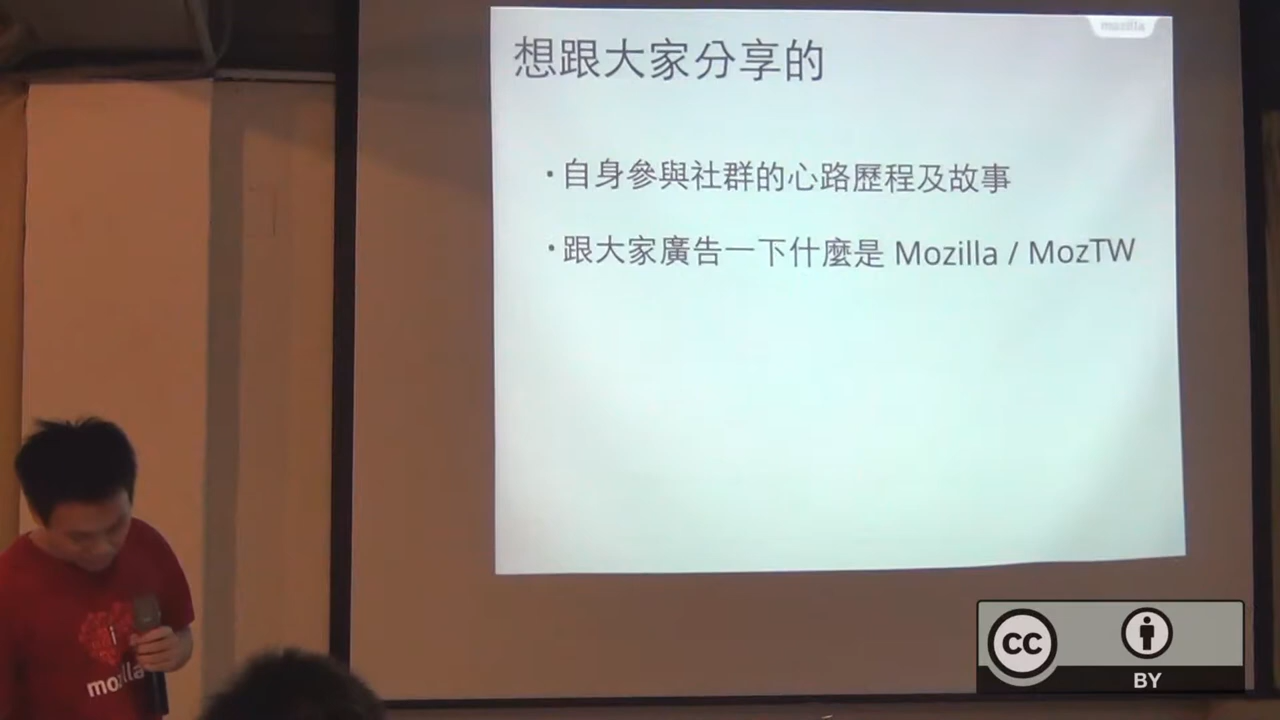 mozilla
想跟大家分享的
• 自身參與社群的心路歷程及故事
• 跟大家廣告一下什麼是 Mozilla / MozTW
i
mozilla
CC
BY